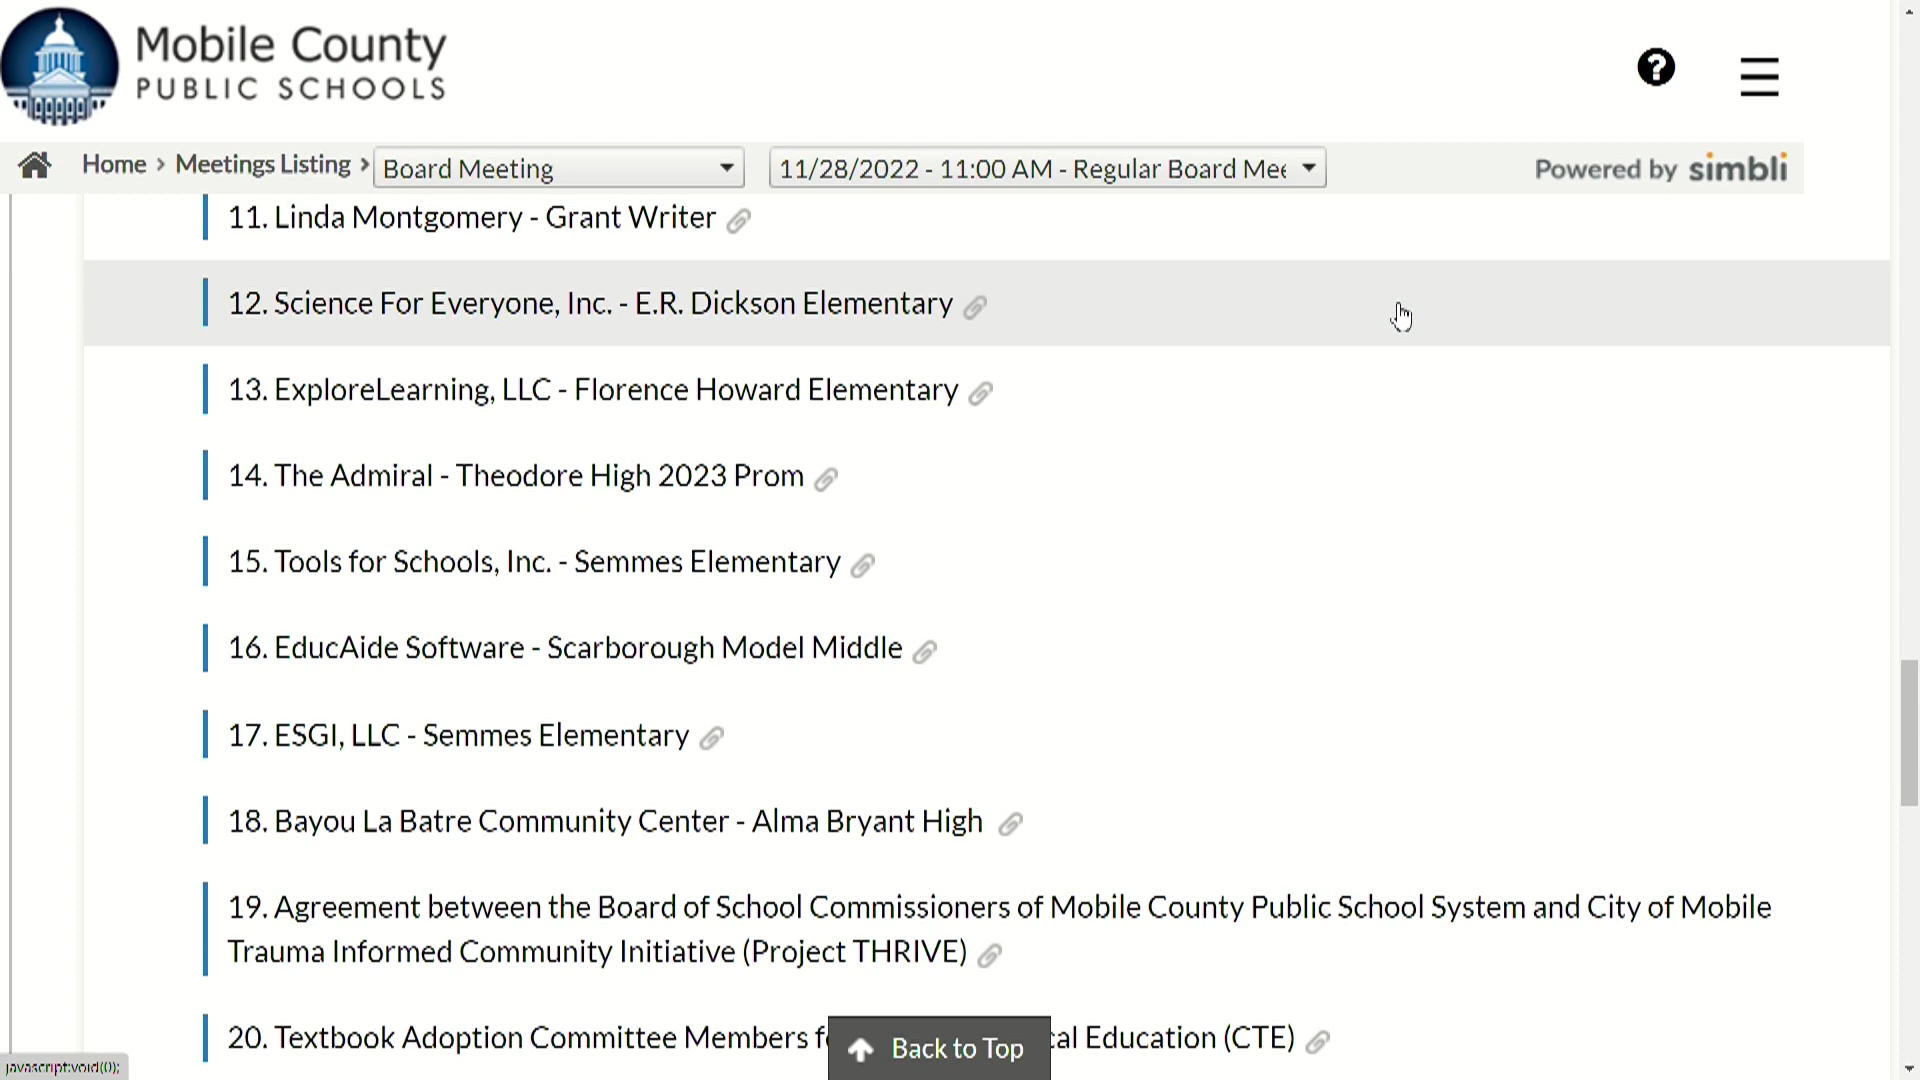 Mobile County
PUBLIC SCHOOLS
?
Home > Meetings Listing > Board Meeting 11/28/2022 - 11:00 AM - Regular Board Mee Powered by simbli
11. Linda Montgomery - Grant Writer
12. Science For Everyone, Inc. - E.R. Dickson Elementary
13. ExploreLearning, LLC - Florence Howard Elementary
14. The Admiral - Theodore High 2023 Prom
15. Tools for Schools, Inc. - Semmes Elementary
16. EducAide Software - Scarborough Model Middle
17. ESGI, LLC - Semmes Elementary
18. Bayou La Batre Community Center - Alma Bryant High
19. Agreement between the Board of School Commissioners of Mobile County Public School System and City of Mobile
Trauma Informed Community Initiative (Project THRIVE)
20. Textbook Adoption Committee Members Education (CTE)
Back to Top
javascript:void(0);